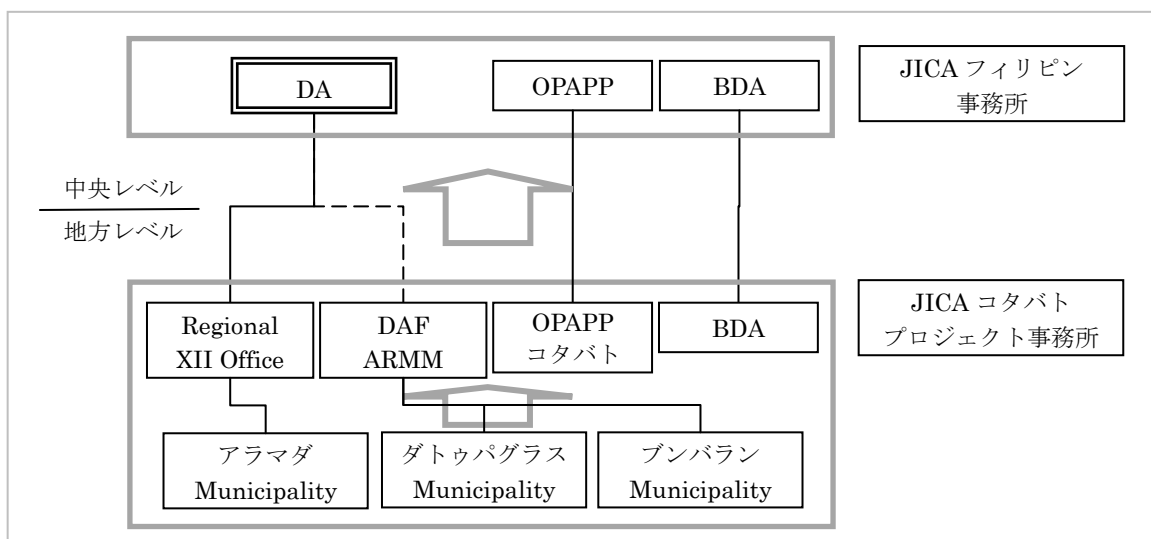 DA
OPAPP
BDA
JICA フィリピン
事務所
中央レベル
地方レベル
Regional
XII Office
DAF
ARMM
OPAPP
コタバト
BDA
JICA コタバト
プロジェクト事務所
アラマダ
Municipality
ダトゥパグラス
Municipality
ブンバラン
Municipality